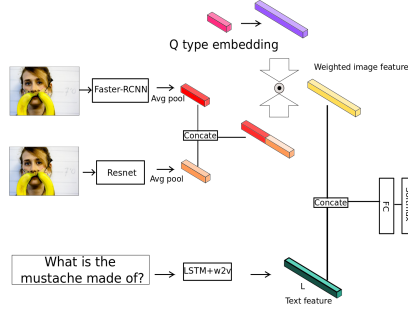 Q type embedding
Weighted image feature
Faster-RCNN
Avg pool
Concate
Resnet
Avg pool
Concate
FC
What is the
mustache made of?
LSTM+w2v
L
Text feature